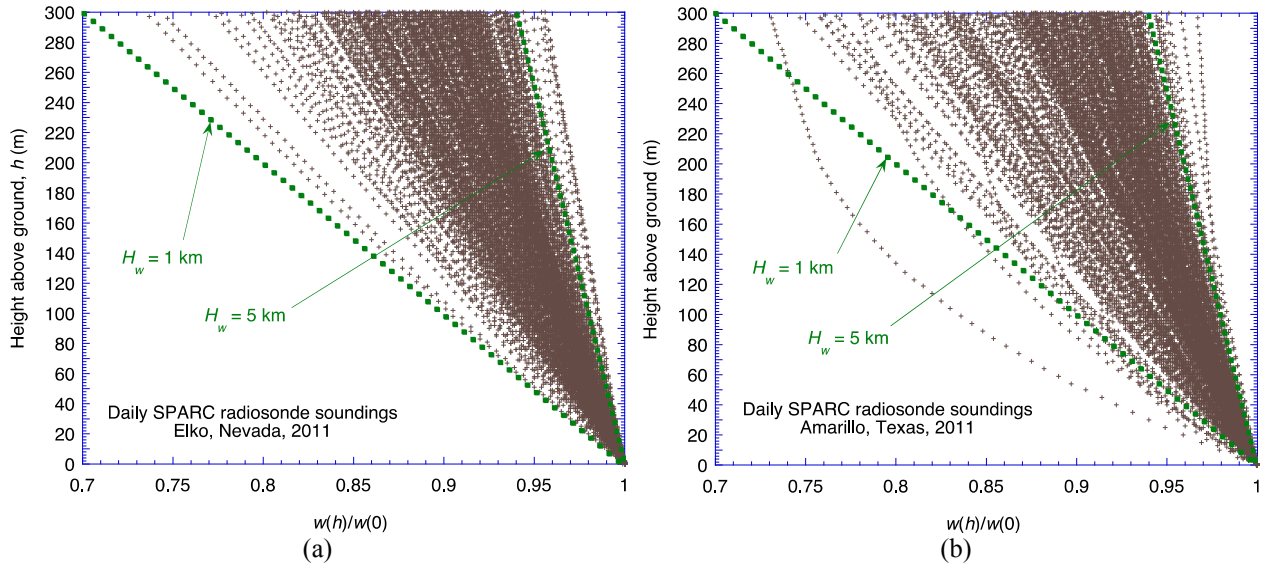 300
280
260
240
220
200
180
160
140
120
100
80
60
40
20
0
Height above ground, h (m)
H_w = 1 km
H_w = 5 km
Daily SPARC radiosonde soundings
Elko, Nevada, 2011
0.7 0.75 0.8 0.85 0.9 0.95 1
w(h)/w(0)
(a)
300
280
260
240
220
200
180
160
140
120
100
80
60
40
20
0
Height above ground (m)
H_w = 1 km
H_w = 5 km
Daily SPARC radiosonde soundings
Amarillo, Texas, 2011
0.7 0.75 0.8 0.85 0.9 0.95 1
w(h)/w(0)
(b)